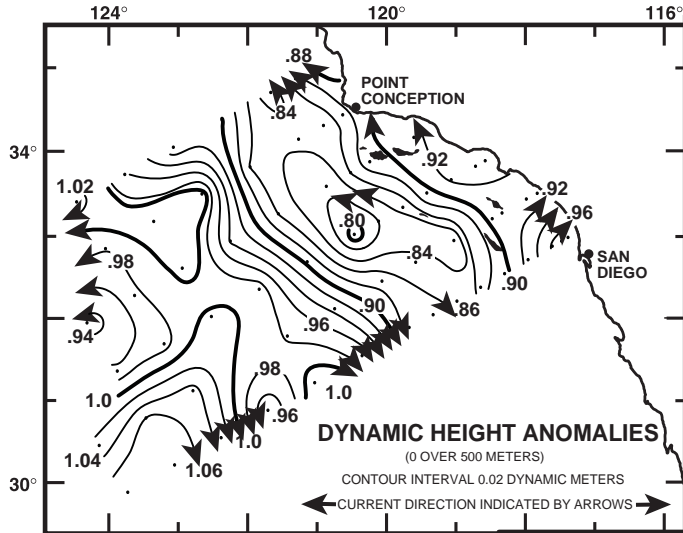 124° 120° 116°
.88
POINT
CONCEPTION
.84
34°
.92
1.02
.92
.96
.80
.98
.84
SAN
DIEGO
.90
.90
.86
.94
.96
.98
1.0
1.0
.96
DYNAMIC HEIGHT ANOMALIES
1.0
(0 OVER 500 METERS)
1.04
1.06
CONTOUR INTERVAL 0.02 DYNAMIC METERS
30°
CURRENT DIRECTION INDICATED BY ARROWS